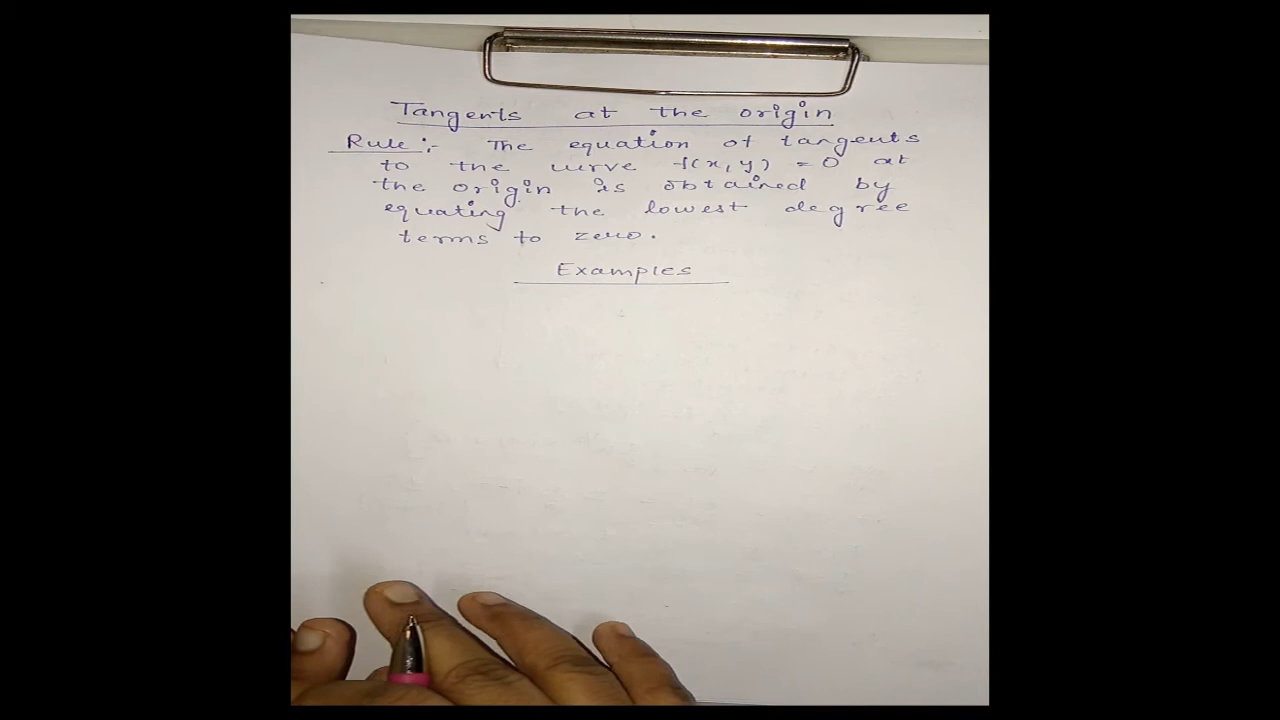 Tangents at the origin
Rule:- The equation of tangents
to the curve f(x, y) = 0 at
the origin is obtained by
equating the lowest degree
terms to zero.
Examples